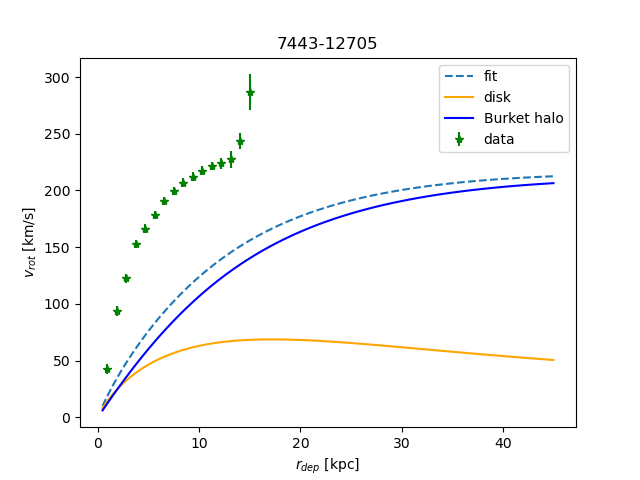 7443-12705
fit
disk
Burket halo
data
300
250
200
150
100
50
0
v_rot [km/s]
0 10 20 30 40
r_dep [kpc]